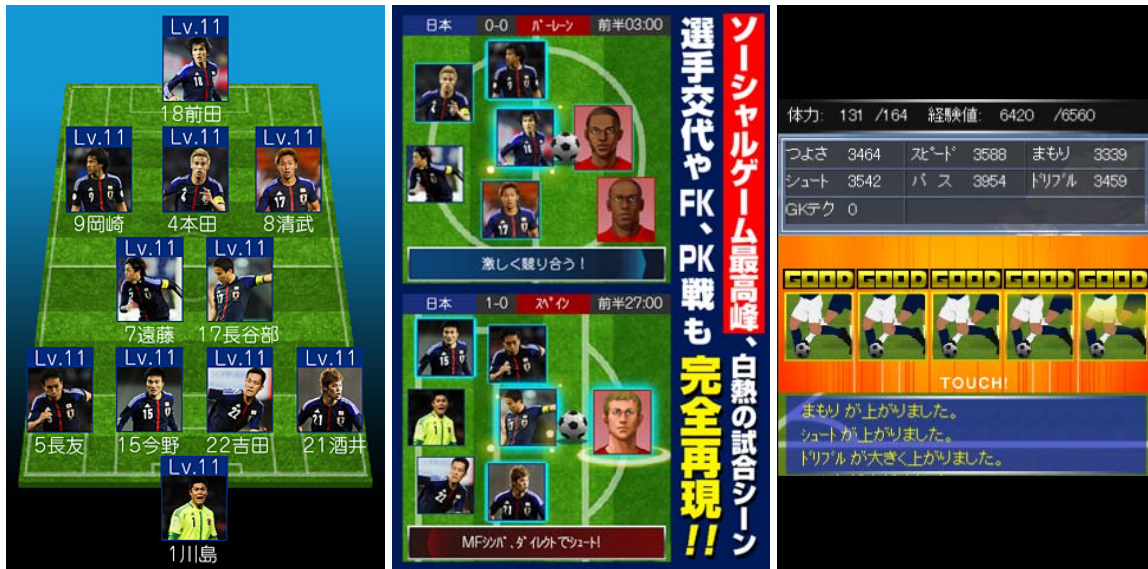 Lv.11
18前田
Lv.11 Lv.11 Lv.11
9岡崎 4本田 8清武
Lv.11 Lv.11
7遠藤 17長谷部
Lv.11 Lv.11 Lv.11 Lv.11
5長友 15今野 22吉田 21酒井
Lv.11
1川島
日本 0-0 ﾊﾞｰﾚｰﾝ 前半03:00
激しく競り合う！
日本 1-0 ｽﾍﾟｲﾝ 前半27:00
MFｼﾝﾊﾞ、ﾀﾞｲﾚｸﾄでｼｭｰﾄ!
ソーシャルゲーム最高峰、白熱の試合シーン
選手交代や FK、PK戦も 完全再現!!
体力: 131 /164 経験値: 6420 /6560
つよさ 3464 ｽﾋﾟｰﾄﾞ 3588 まもり 3339
シュート 3542 パス 3954 ﾄﾞﾘﾌﾞﾙ 3459
GKテク 0
GOOD GOOD GOOD GOOD GOOD
TOUCH!
まもり が上がりました。
シュート が上がりました。
ﾄﾞﾘﾌﾞﾙ が大きく上がりました。